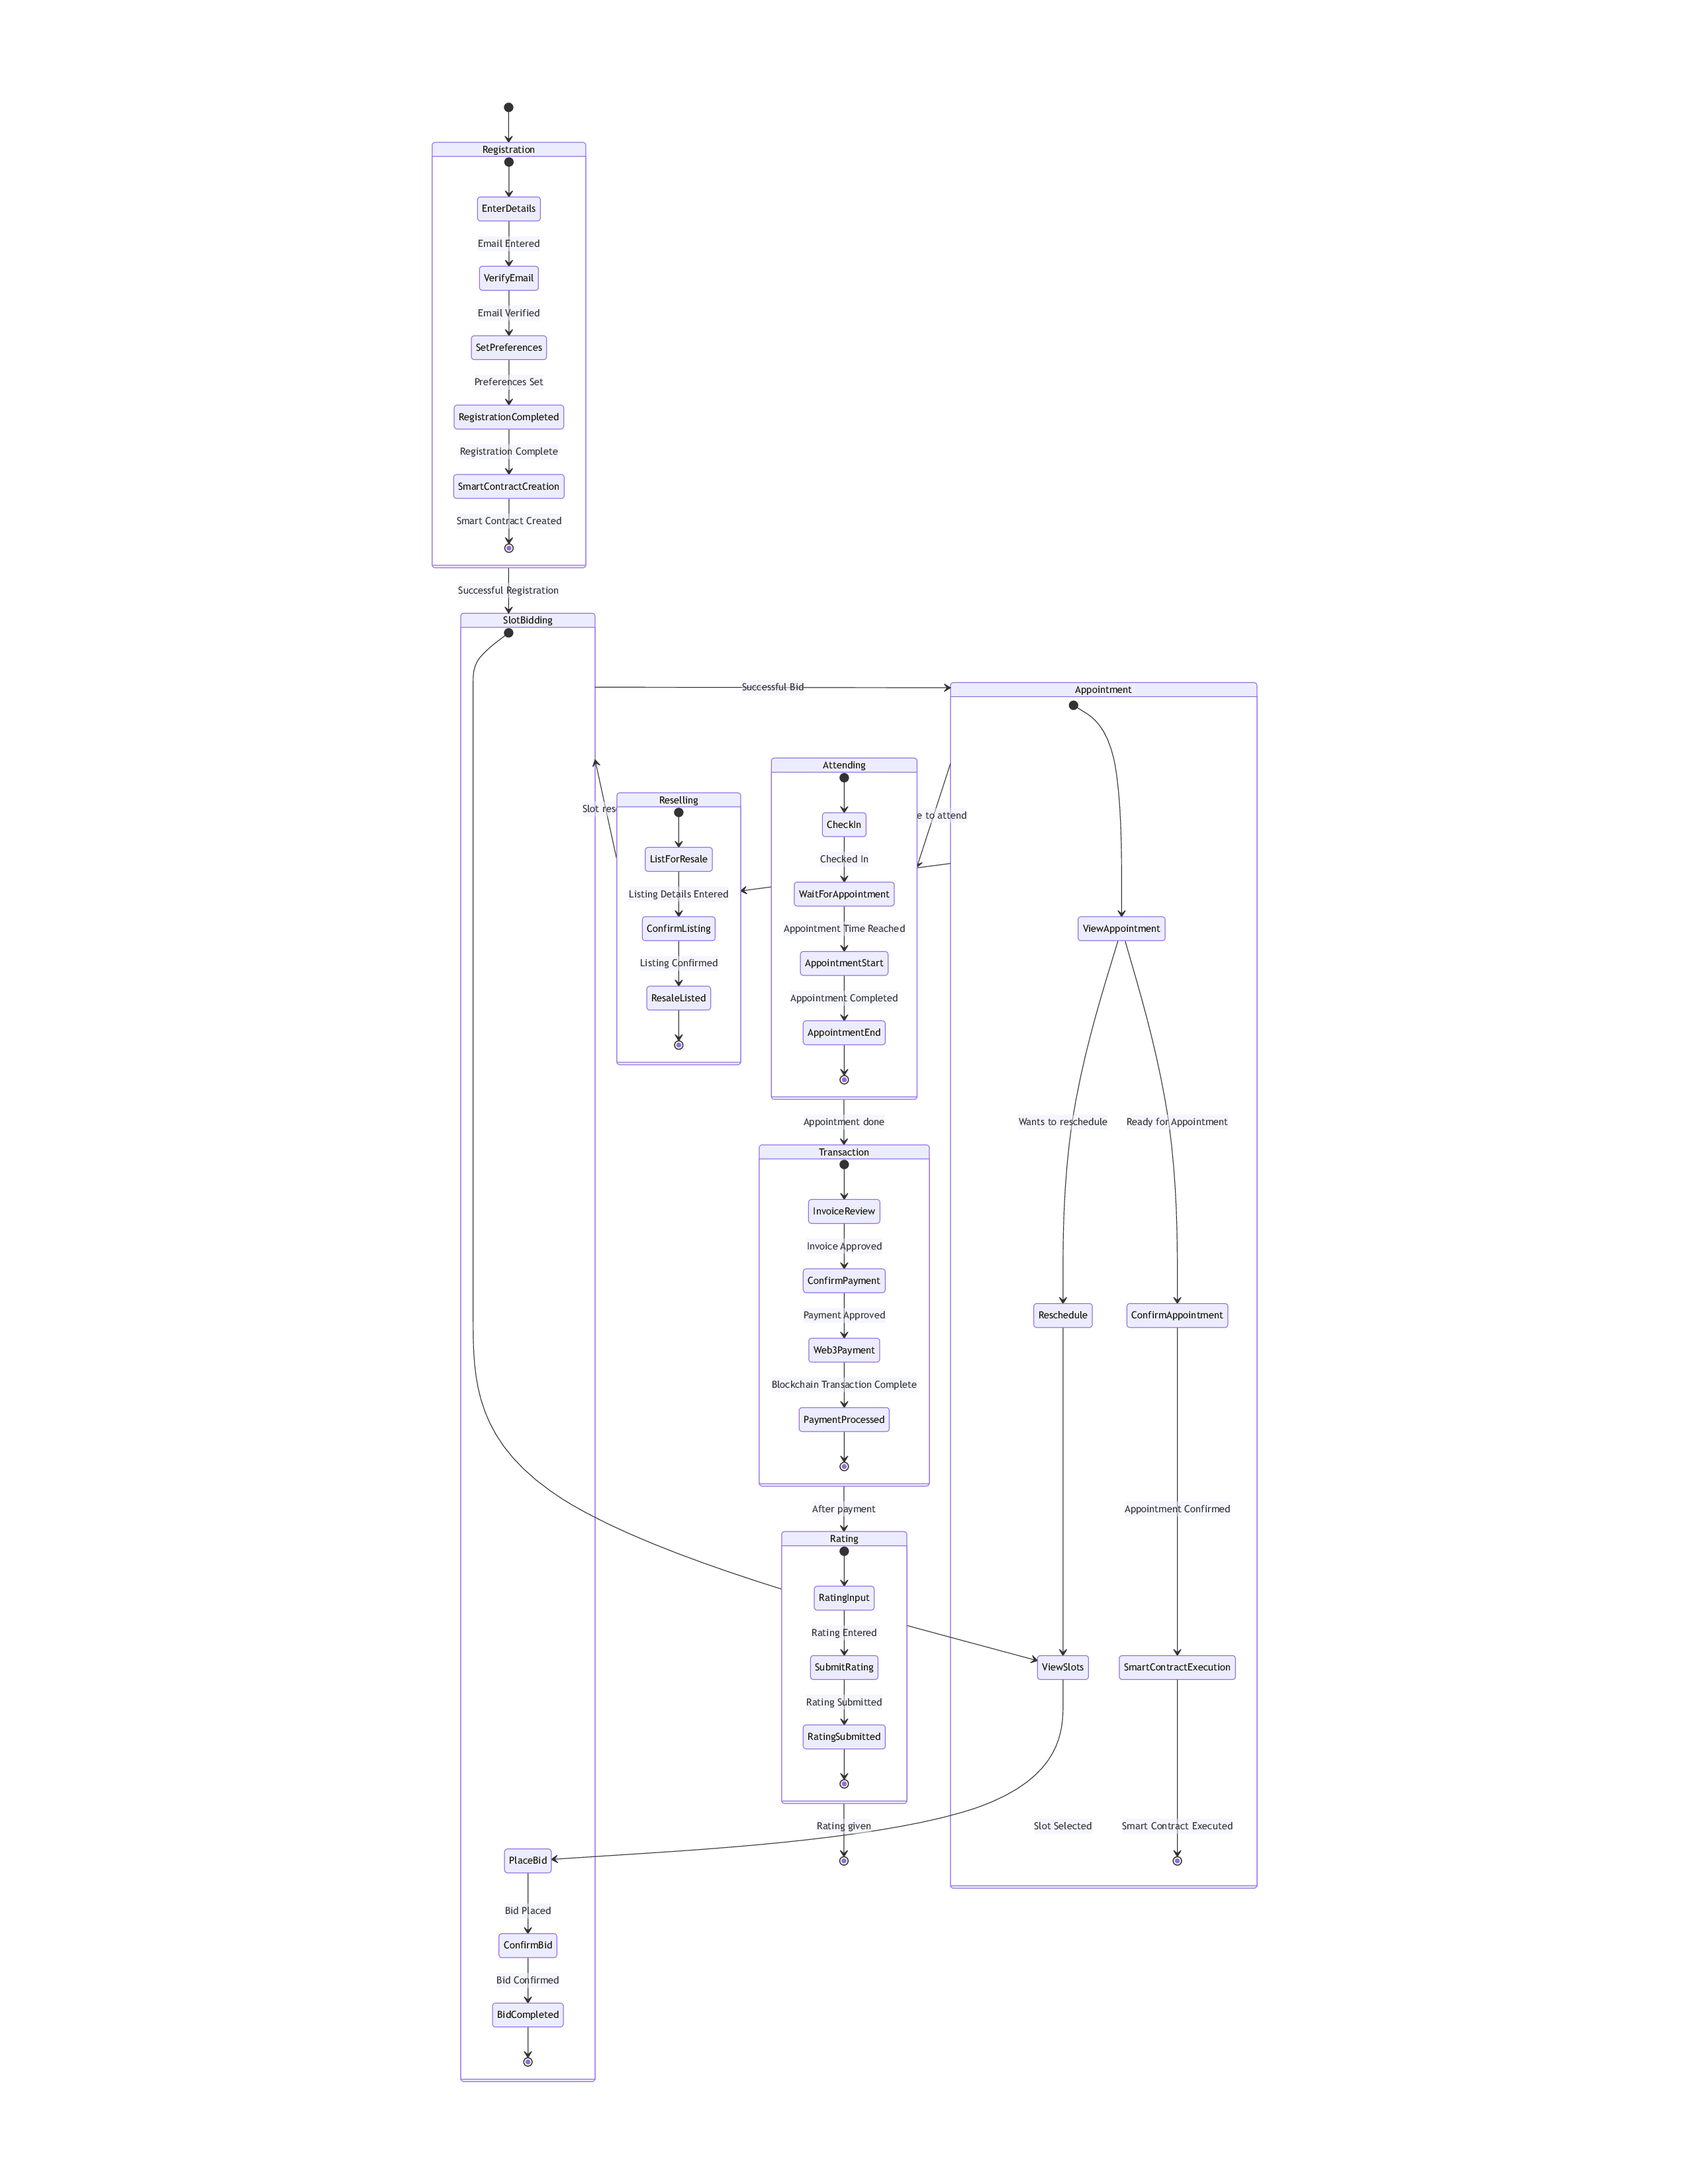 Registration
EnterDetails
Email Entered
VerifyEmail
Email Verified
SetPreferences
Preferences Set
RegistrationCompleted
Registration Complete
SmartContractCreation
Smart Contract Created
Successful Registration
SlotBidding
Successful Bid
Appointment
Attending
Reselling
Slot res
CheckIn
e to attend
ListForResale
Checked In
Listing Details Entered
WaitForAppointment
ConfirmListing
Appointment Time Reached
ViewAppointment
Listing Confirmed
AppointmentStart
ResaleListed
Appointment Completed
AppointmentEnd
Appointment done
Wants to reschedule
Ready for Appointment
Transaction
InvoiceReview
Invoice Approved
ConfirmPayment
Payment Approved
Reschedule
ConfirmAppointment
Web3Payment
Blockchain Transaction Complete
PaymentProcessed
After payment
Appointment Confirmed
Rating
RatingInput
Rating Entered
SubmitRating
ViewSlots
SmartContractExecution
Rating Submitted
RatingSubmitted
Rating given
Slot Selected
Smart Contract Executed
PlaceBid
Bid Placed
ConfirmBid
Bid Confirmed
BidCompleted